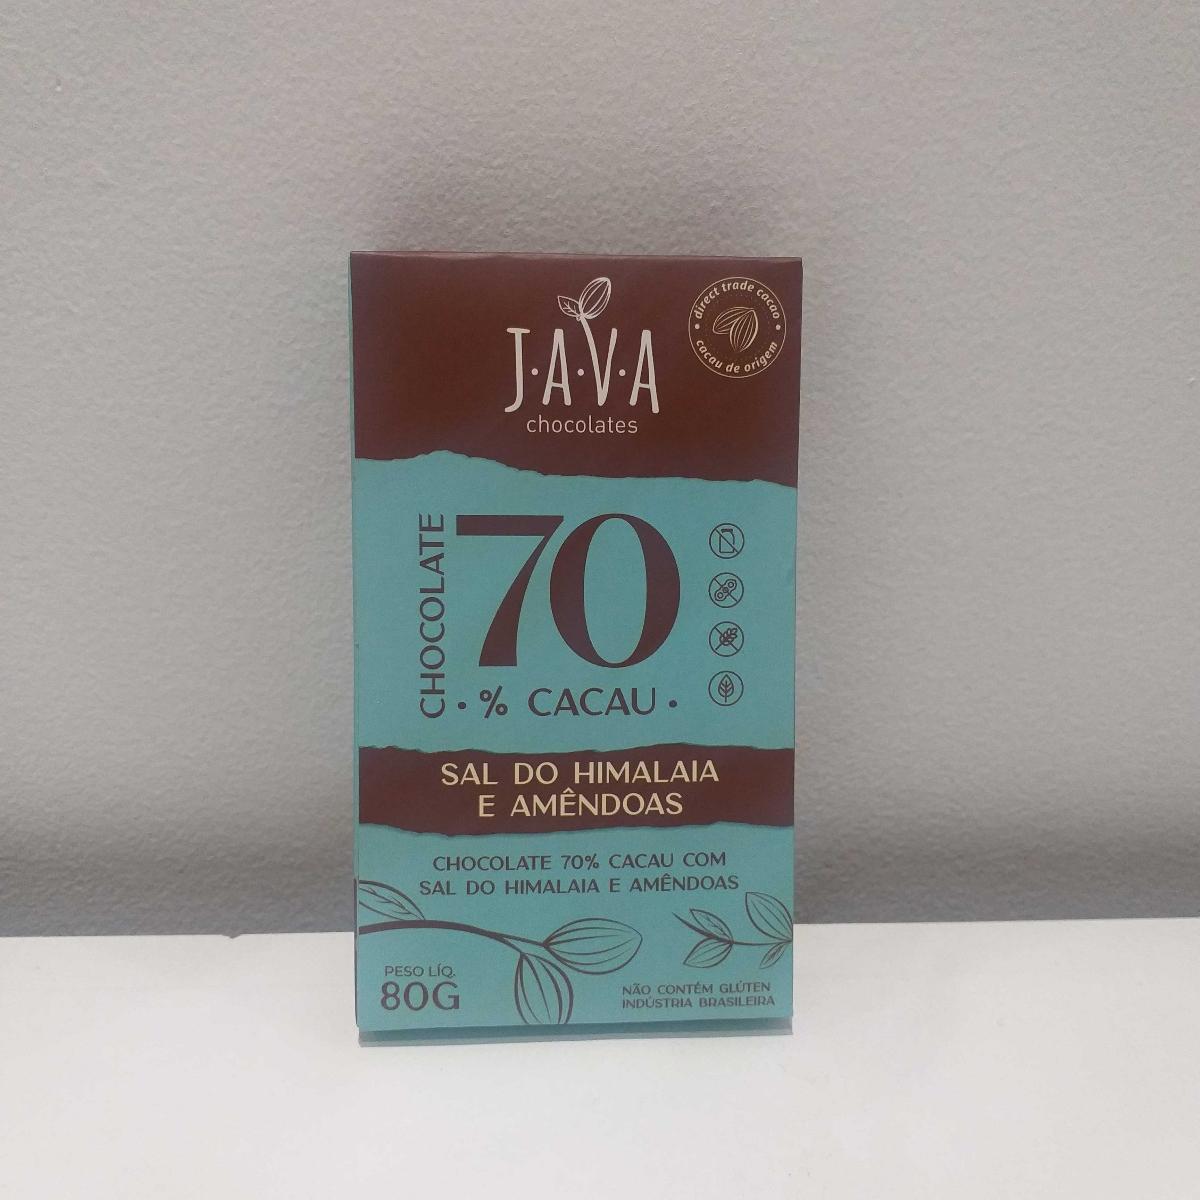 J·A·V·A
chocolates
direct trade cacao
cacau de origem
CHOCOLATE
70
· % CACAU ·
SAL DO HIMALAIA
E AMÊNDOAS
CHOCOLATE 70% CACAU COM
SAL DO HIMALAIA E AMÊNDOAS
PESO LÍQ.
80G
NÃO CONTÉM GLÚTEN
INDÚSTRIA BRASILEIRA